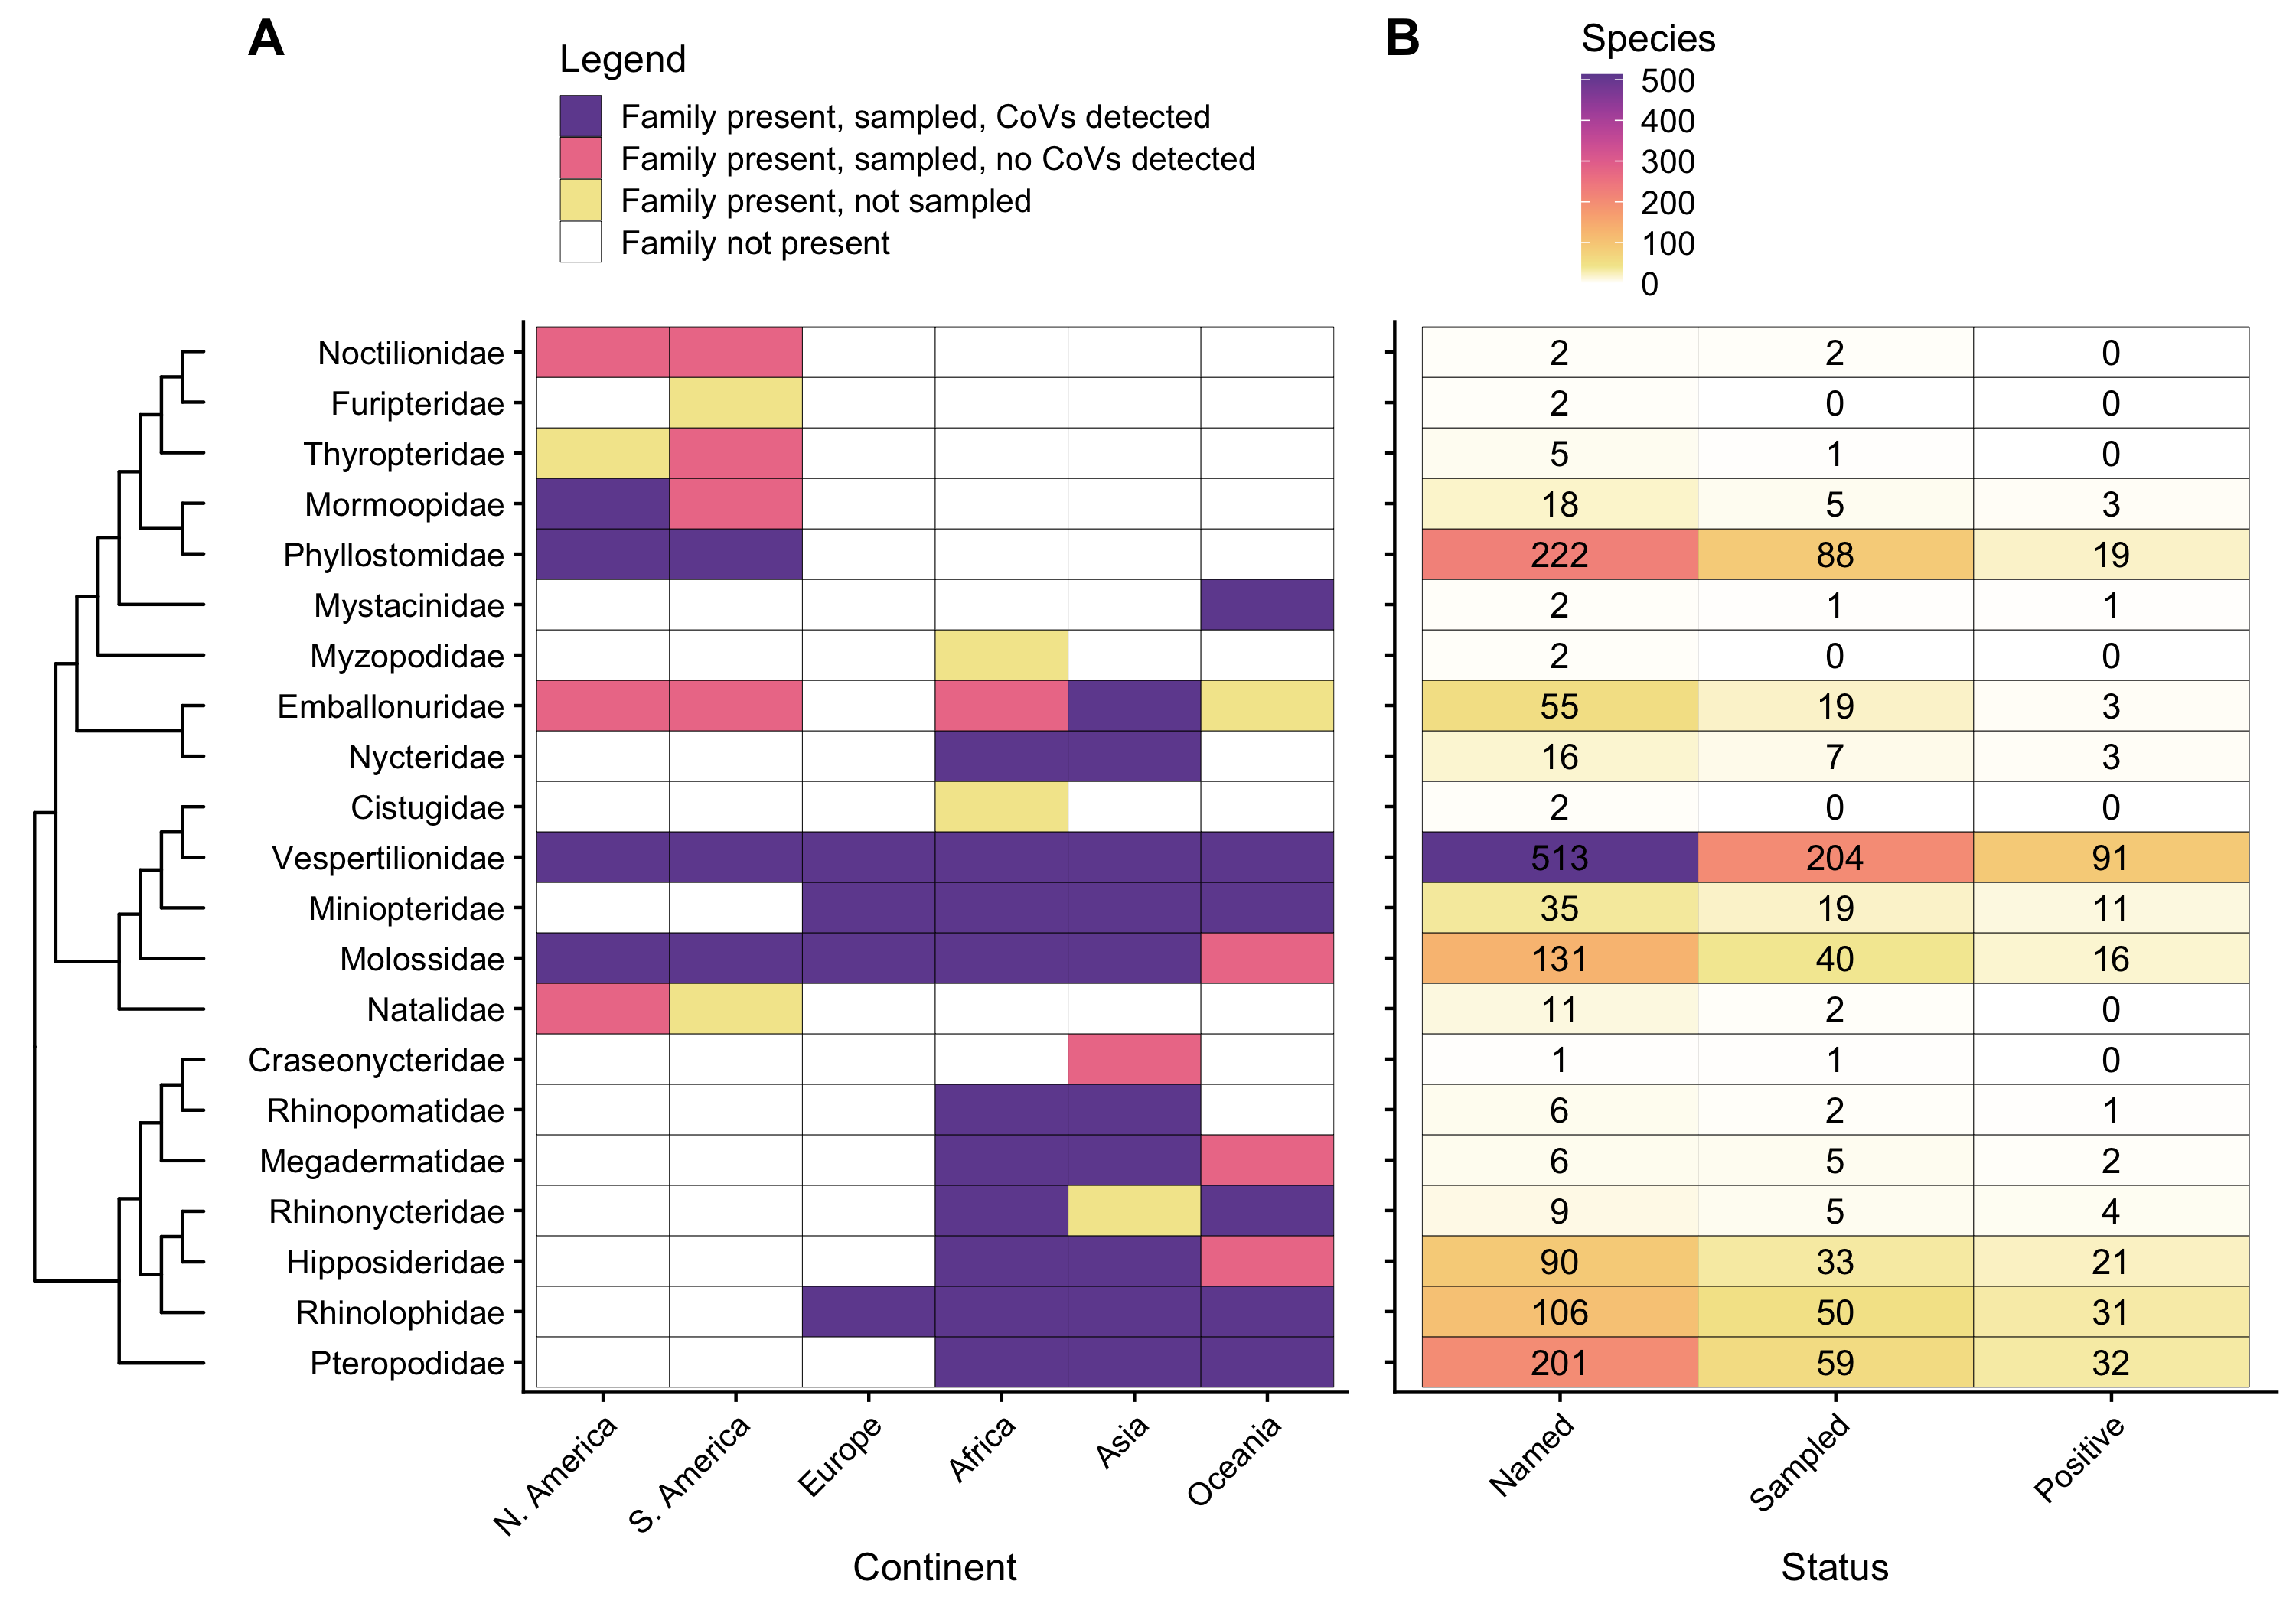 A
Legend
Family present, sampled, CoVs detected
Family present, sampled, no CoVs detected
Family present, not sampled
Family not present
B
Species
500
400
300
200
100
0
Noctilionidae 2 2 0
Furipteridae 2 0 0
Thyropteridae 5 1 0
Mormoopidae 18 5 3
Phyllostomidae 222 88 19
Mystacinidae 2 1 1
Myzopodidae 2 0 0
Emballonuridae 55 19 3
Nycteridae 16 7 3
Cistugidae 2 0 0
Vespertilionidae 513 204 91
Miniopteridae 35 19 11
Molossidae 131 40 16
Natalidae 11 2 0
Craseonycteridae 1 1 0
Rhinopomatidae 6 2 1
Megadermatidae 6 5 2
Rhinonycteridae 9 5 4
Hipposideridae 90 33 21
Rhinolophidae 106 50 31
Pteropodidae 201 59 32
N. America S. America Europe Africa Asia Oceania
Named Sampled Positive
Continent
Status